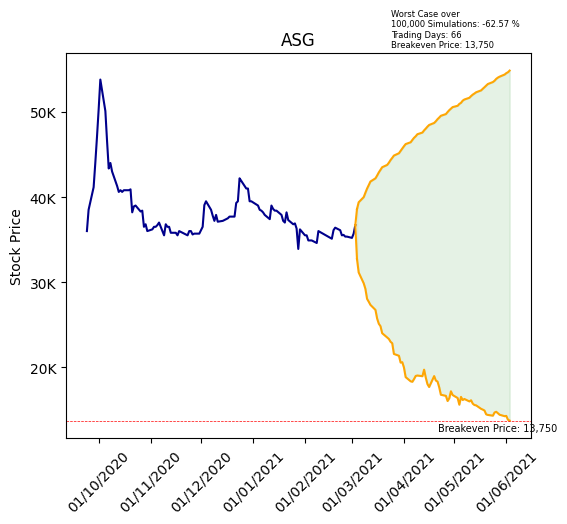 Worst Case over
100,000 Simulations: -62.57 %
Trading Days: 66
Breakeven Price: 13,750
ASG
Stock Price
50K
40K
30K
20K
Breakeven Price: 13,750
01/10/2020
01/11/2020
01/12/2020
01/01/2021
01/02/2021
01/03/2021
01/04/2021
01/05/2021
01/06/2021